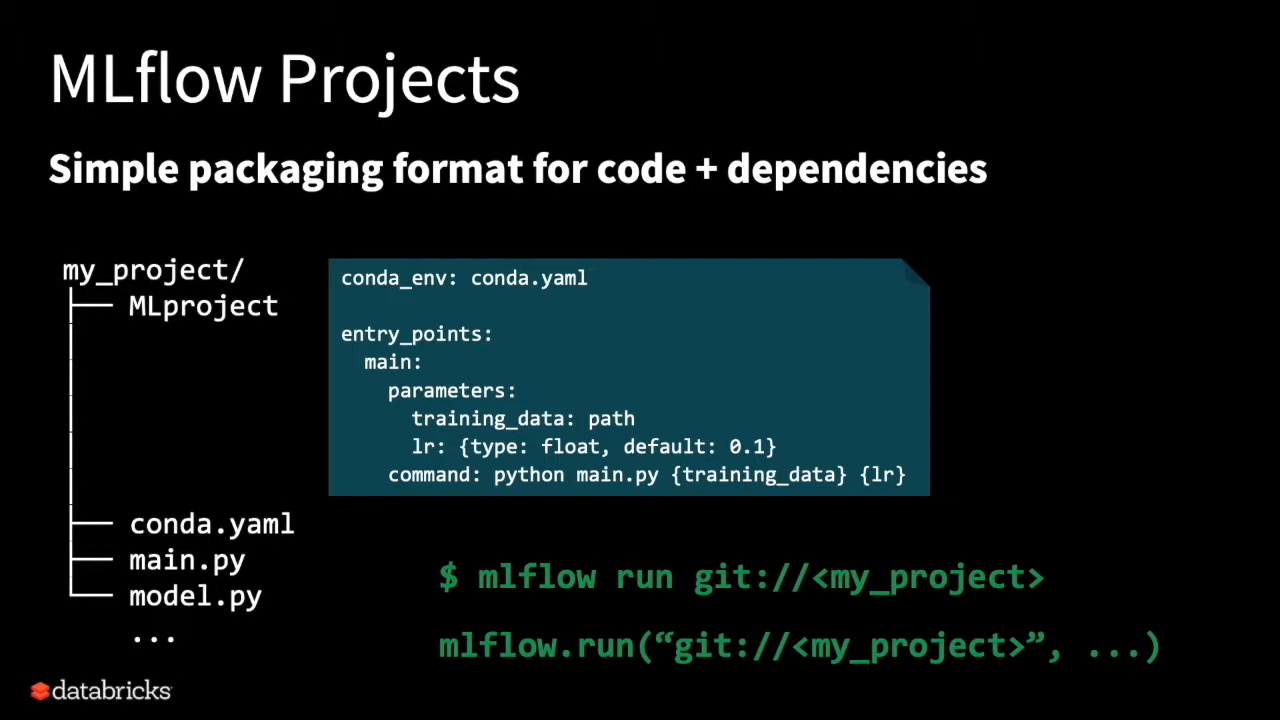 MLflow Projects
Simple packaging format for code + dependencies
my_project/
MLproject
conda_env: conda.yaml
entry_points:
main:
parameters:
training_data: path
lr: {type: float, default: 0.1}
command: python main.py {training_data} {lr}
conda.yaml
main.py
model.py
...
$ mlflow run git://<my_project>
mlflow.run(“git://<my_project>”, ...)
databricks